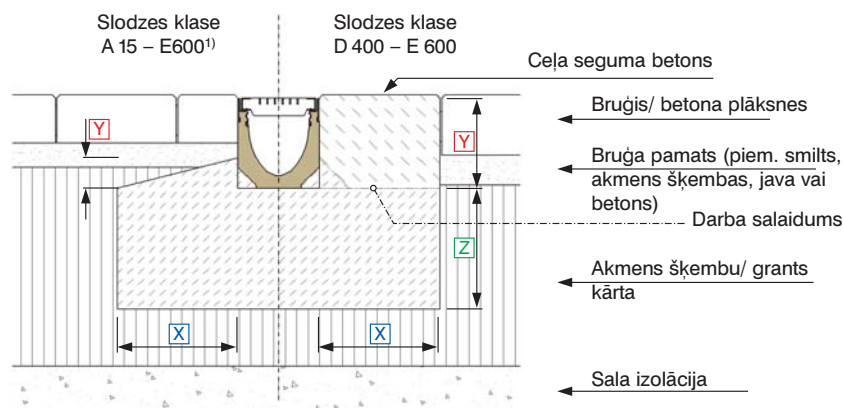 Slodzes klase
A 15 – E600¹⁾
Slodzes klase
D 400 – E 600
Ceļa seguma betons
Bruģis/ betona plāksnes
Y
Y
Bruģa pamats (piem. smilts,
akmens šķembas, java vai
betons)
Darba salaidums
Z
Akmens šķembu/ grants
kārta
X
X
Sala izolācija